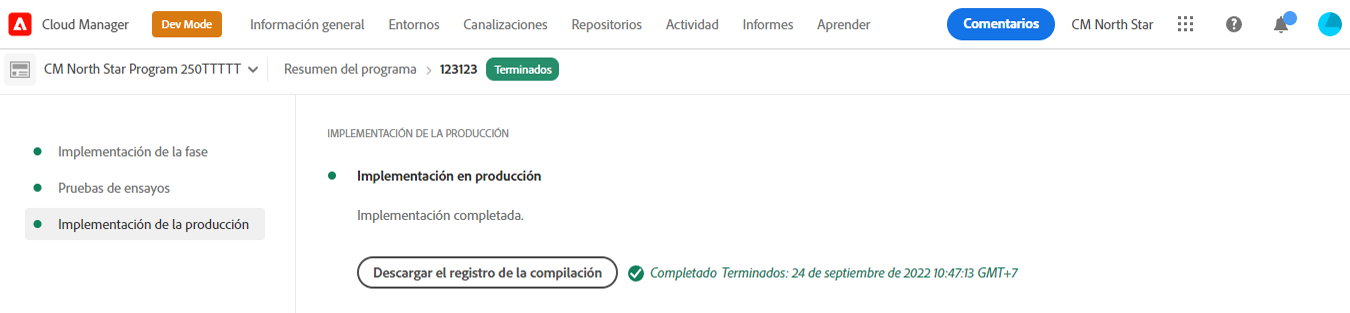 Cloud Manager Dev Mode Información general Entornos Canalizaciones Repositorios Actividad Informes Aprender Comentarios CM North Star
CM North Star Program 250TTTTT Resumen del programa > 123123 Terminados
IMPLEMENTACIÓN DE LA PRODUCCIÓN
Implementación de la fase
Pruebas de ensayos
Implementación de la producción
Implementación en producción
Implementación completada.
Descargar el registro de la compilación Completado Terminados: 24 de septiembre de 2022 10:47:13 GMT+7